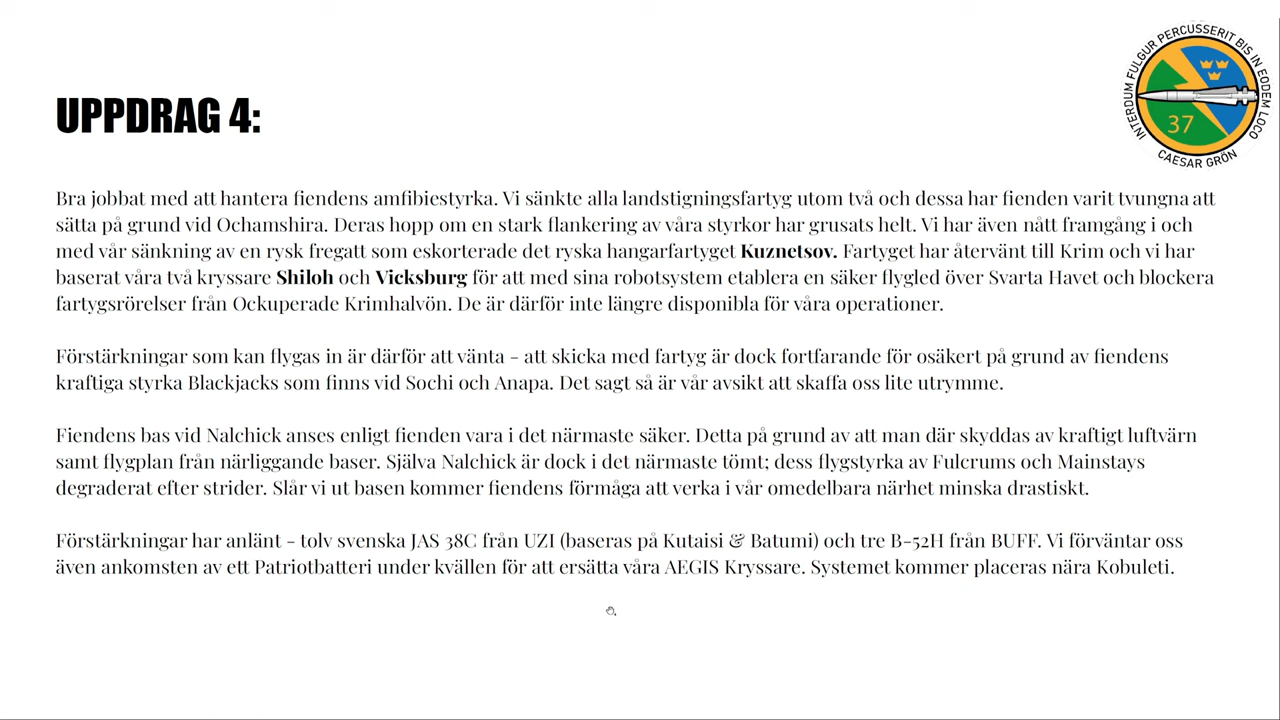 INTERDUM FULGUR PERCUSSERIT BIS IN EODEM LOCO
37
CAESAR GRÖN
UPPDRAG 4:
Bra jobbat med att hantera fiendens amfibiestyrka. Vi sänkte alla landstigningsfartyg utom två och dessa har fienden varit tvungna att
sätta på grund vid Ochamshira. Deras hopp om en stark flankering av våra styrkor har grusats helt. Vi har även nått framgång i och
med vår sänkning av en rysk fregatt som eskorterade det ryska hangarfartyget Kuznetsov. Fartyget har återvänt till Krim och vi har
baserat våra två kryssare Shiloh och Vicksburg för att med sina robotsystem etablera en säker flygled över Svarta Havet och blockera
fartygsrörelser från Ockuperade Krimhalvön. De är därför inte längre disponibla för våra operationer.
Förstärkningar som kan flygas in är därför att vänta - att skicka med fartyg är dock fortfarande för osäkert på grund av fiendens
kraftiga styrka Blackjacks som finns vid Sochi och Anapa. Det sagt så är vår avsikt att skaffa oss lite utrymme.
Fiendens bas vid Nalchick anses enligt fienden vara i det närmaste säker. Detta på grund av att man där skyddas av kraftigt luftvärn
samt flygplan från närliggande baser. Själva Nalchick är dock i det närmaste tömt; dess flygstyrka av Fulcrums och Mainstays
degraderat efter strider. Slår vi ut basen kommer fiendens förmåga att verka i vår omedelbara närhet minska drastiskt.
Förstärkningar har anlänt - tolv svenska JAS 38C från UZI (baseras på Kutaisi & Batumi) och tre B-52H från BUFF. Vi förväntar oss
även ankomsten av ett Patriotbatteri under kvällen för att ersätta våra AEGIS Kryssare. Systemet kommer placeras nära Kobuleti.